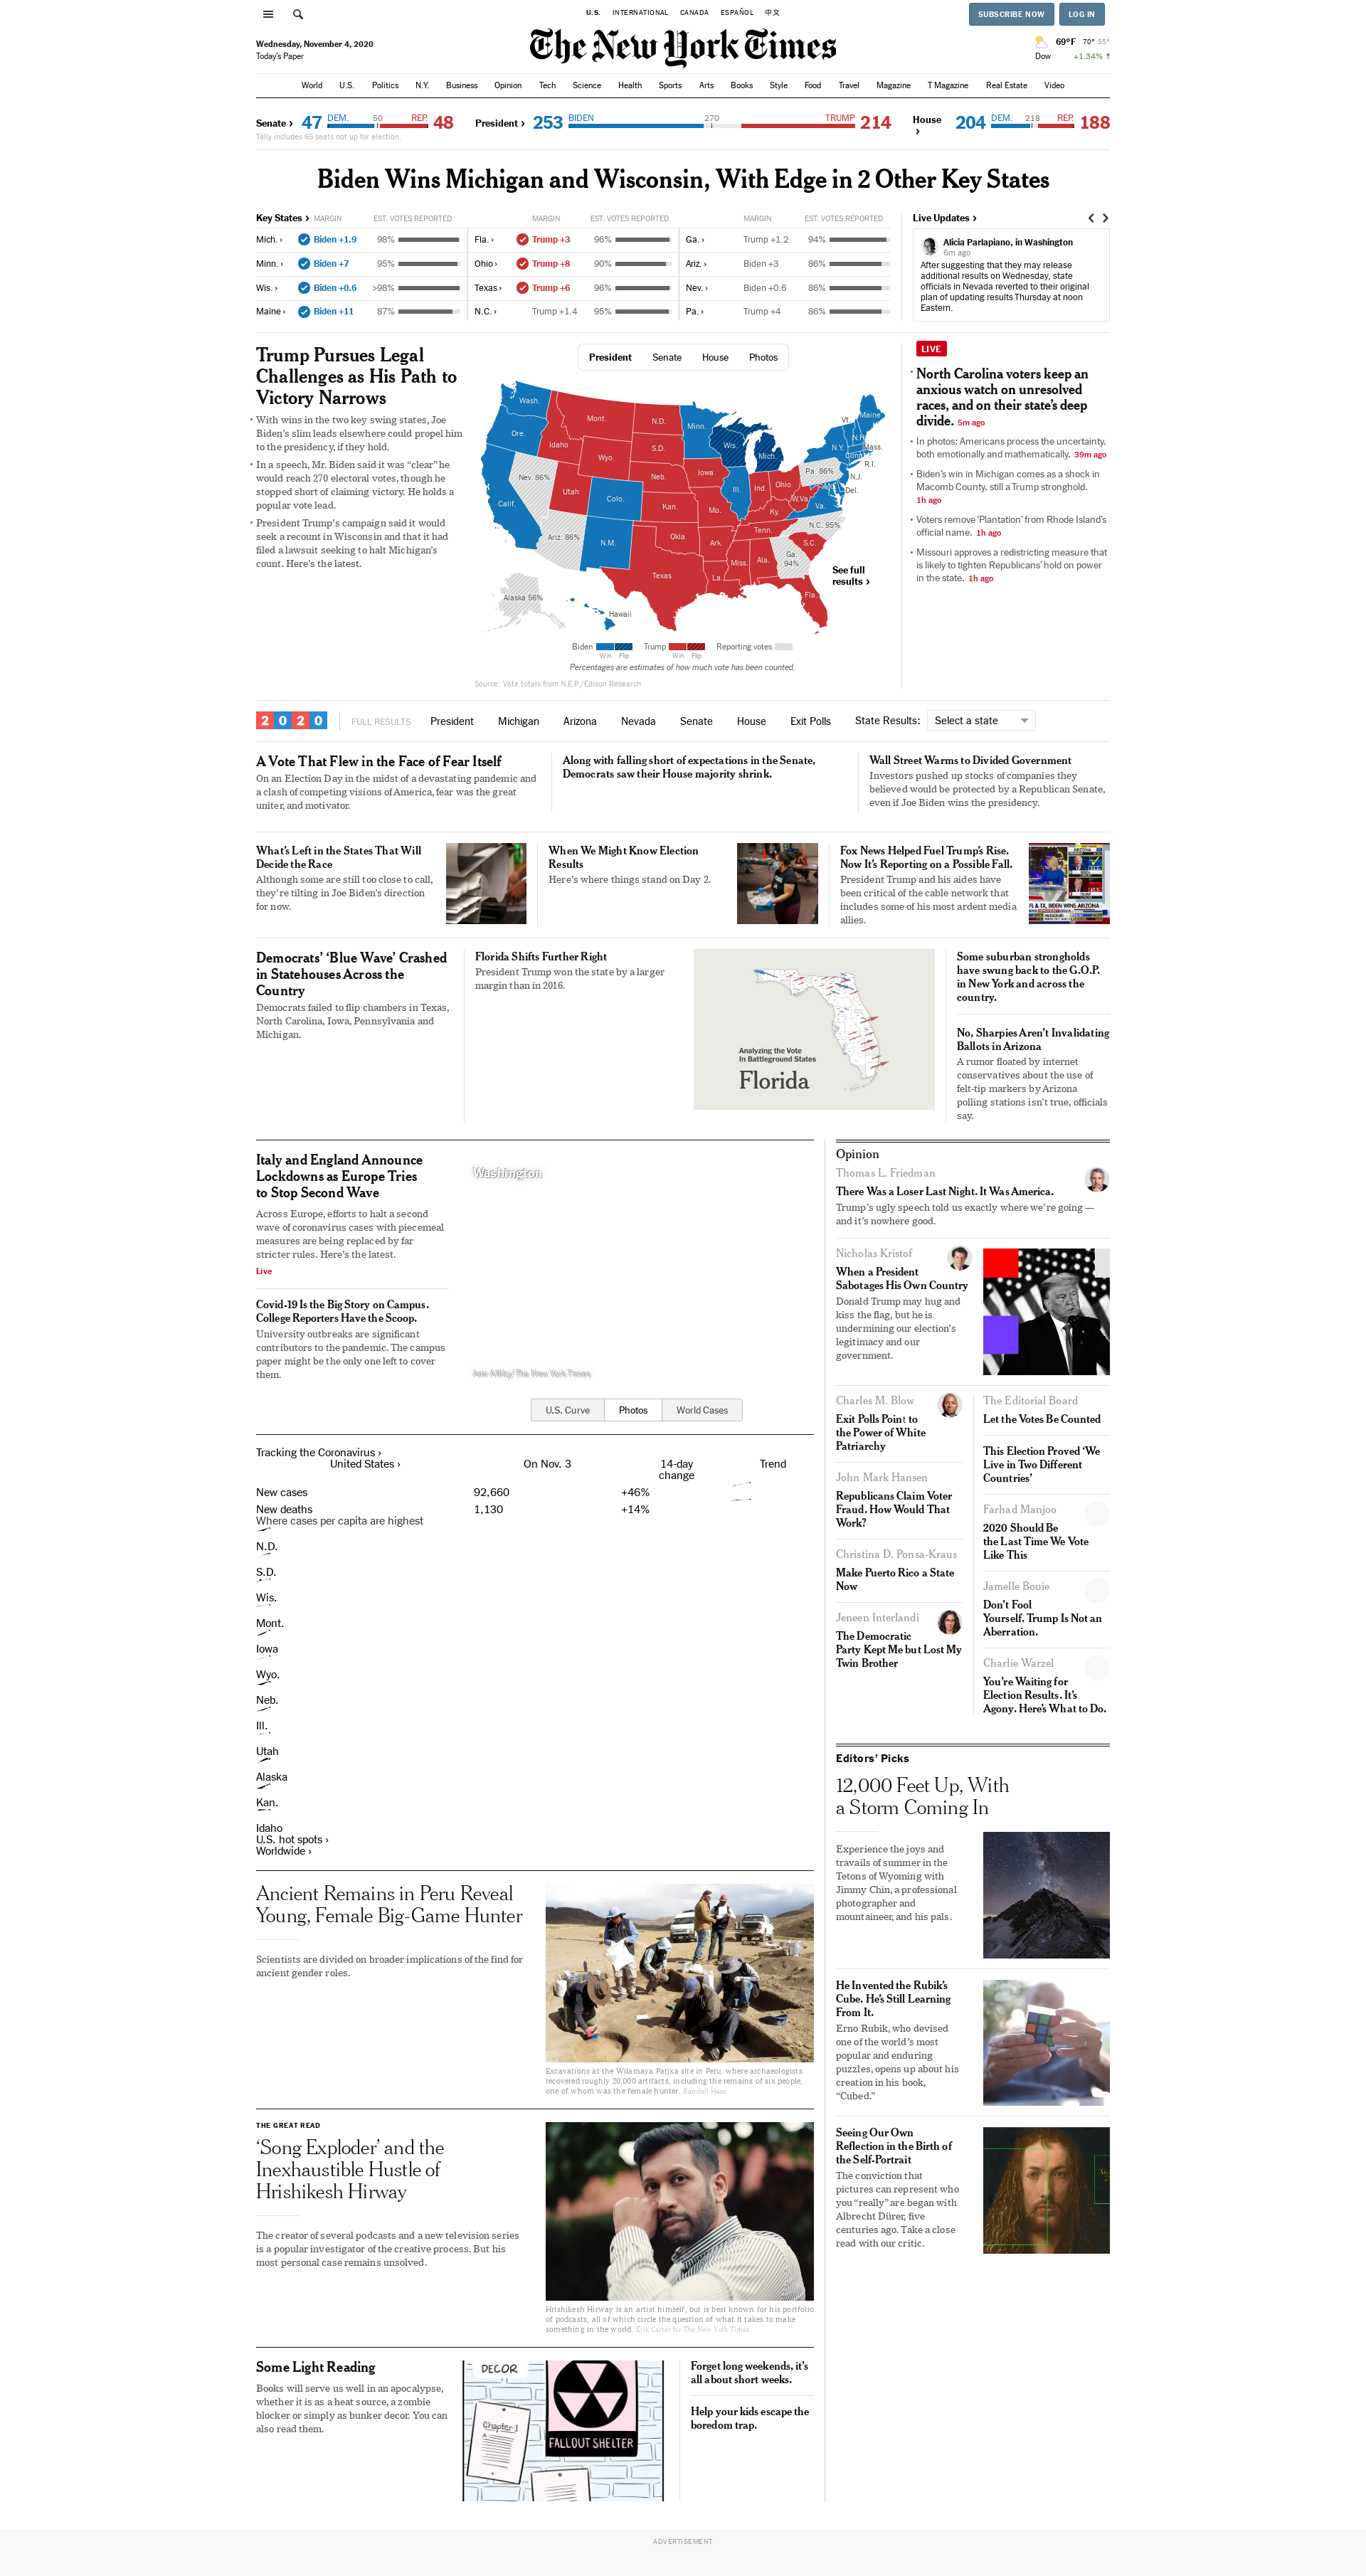 U.S. INTERNATIONAL CANADA ESPAÑOL 中文
SUBSCRIBE NOW LOG IN
Wednesday, November 4, 2020
Today's Paper
The New York Times
69°F 70° 55°
Dow +1.34% ↑
World U.S. Politics N.Y. Business Opinion Tech Science Health Sports Arts Books Style Food Travel Magazine T Magazine Real Estate Video
Senate › 47 DEM. 50 REP. 48
Tally includes 65 seats not up for election.
President › 253 BIDEN 270 TRUMP 214
House › 204 DEM. 218 REP. 188
Biden Wins Michigan and Wisconsin, With Edge in 2 Other Key States
Key States › MARGIN EST. VOTES REPORTED MARGIN EST. VOTES REPORTED MARGIN EST. VOTES REPORTED
Mich. › Biden +1.9 98% Fla. › Trump +3 96% Ga. › Trump +1.2 94%
Minn. › Biden +7 95% Ohio › Trump +8 90% Ariz. › Biden +3 86%
Wis. › Biden +0.6 >98% Texas › Trump +6 96% Nev. › Biden +0.6 86%
Maine › Biden +11 87% N.C. › Trump +1.4 95% Pa. › Trump +4 86%
Live Updates ›
Alicia Parlapiano, in Washington
6m ago
After suggesting that they may release
additional results on Wednesday, state
officials in Nevada reverted to their original
plan of updating results Thursday at noon
Eastern.
Trump Pursues Legal
Challenges as His Path to
Victory Narrows
• With wins in the two key swing states, Joe
Biden's slim leads elsewhere could propel him
to the presidency, if they hold.
• In a speech, Mr. Biden said it was “clear” he
would reach 270 electoral votes, though he
stopped short of claiming victory. He holds a
popular vote lead.
• President Trump's campaign said it would
seek a recount in Wisconsin and that it had
filed a lawsuit seeking to halt Michigan's
count. Here's the latest.
President Senate House Photos
Wash.
Ore.
Calif.
Nev. 86%
Idaho
Mont.
Wyo.
Utah
Colo.
Ariz. 86%
N.M.
N.D.
S.D.
Neb.
Kan.
Okla.
Texas
Minn.
Iowa
Mo.
Ark.
La.
Wis.
Ill.
Mich.
Ind.
Ohio
Ky.
Tenn.
Miss.
Ala.
Ga.
94%
Fla.
S.C.
N.C. 95%
Va.
W.Va.
Pa. 86%
N.Y.
Vt.
Maine
N.H.
Mass.
Conn.
R.I.
N.J.
Del.
Alaska 56%
Hawaii
See full
results ›
Biden Trump Reporting votes
Win Flip Win Flip
Percentages are estimates of how much vote has been counted.
Source: Vote totals from N.E.P./Edison Research
LIVE
• North Carolina voters keep an
anxious watch on unresolved
races, and on their state’s deep
divide. 5m ago
• In photos: Americans process the uncertainty,
both emotionally and mathematically. 39m ago
• Biden’s win in Michigan comes as a shock in
Macomb County, still a Trump stronghold.
1h ago
• Voters remove ‘Plantation’ from Rhode Island’s
official name. 1h ago
• Missouri approves a redistricting measure that
is likely to tighten Republicans’ hold on power
in the state. 1h ago
2020 FULL RESULTS President Michigan Arizona Nevada Senate House Exit Polls State Results: Select a state
A Vote That Flew in the Face of Fear Itself
On an Election Day in the midst of a devastating pandemic and
a clash of competing visions of America, fear was the great
uniter, and motivator.
Along with falling short of expectations in the Senate,
Democrats saw their House majority shrink.
Wall Street Warms to Divided Government
Investors pushed up stocks of companies they
believed would be protected by a Republican Senate,
even if Joe Biden wins the presidency.
What’s Left in the States That Will
Decide the Race
Although some are still too close to call,
they’re tilting in Joe Biden’s direction
for now.
When We Might Know Election
Results
Here’s where things stand on Day 2.
Fox News Helped Fuel Trump’s Rise.
Now It’s Reporting on a Possible Fall.
President Trump and his aides have
been critical of the cable network that
includes some of his most ardent media
allies.
Democrats’ ‘Blue Wave’ Crashed
in Statehouses Across the
Country
Democrats failed to flip chambers in Texas,
North Carolina, Iowa, Pennsylvania and
Michigan.
Florida Shifts Further Right
President Trump won the state by a larger
margin than in 2016.
Analyzing the Vote
In Battleground States
Florida
Some suburban strongholds
have swung back to the G.O.P.
in New York and across the
country.
No, Sharpies Aren’t Invalidating
Ballots in Arizona
A rumor floated by internet
conservatives about the use of
felt-tip markers by Arizona
polling stations isn’t true, officials
say.
Italy and England Announce
Lockdowns as Europe Tries
to Stop Second Wave
Across Europe, efforts to halt a second
wave of coronavirus cases with piecemeal
measures are being replaced by far
stricter rules. Here’s the latest.
Live
Covid-19 Is the Big Story on Campus.
College Reporters Have the Scoop.
University outbreaks are significant
contributors to the pandemic. The campus
paper might be the only one left to cover
them.
Washington
The New York Times
U.S. Curve Photos World Cases
Tracking the Coronavirus ›
United States › On Nov. 3 14-day
change Trend
New cases 92,660 +46%
New deaths 1,130 +14%
Where cases per capita are highest
N.D.
S.D.
Wis.
Mont.
Iowa
Wyo.
Neb.
Ill.
Utah
Alaska
Kan.
Idaho
U.S. hot spots ›
Worldwide ›
Ancient Remains in Peru Reveal
Young, Female Big-Game Hunter
Scientists are divided on broader implications of the find for
ancient gender roles.
Excavations at the Wilamaya Patjxa site in Peru, where archaeologists
recovered roughly 20,000 artifacts, including the remains of six people,
one of whom was the female hunter. Randall Haas
THE GREAT READ
‘Song Exploder’ and the
Inexhaustible Hustle of
Hrishikesh Hirway
The creator of several podcasts and a new television series
is a popular investigator of the creative process. But his
most personal case remains unsolved.
Hrishikesh Hirway is an artist himself, but is best known for his portfolio
of podcasts, all of which circle the question of what it takes to make
something in the world. Erik Carter for The New York Times
Some Light Reading
Books will serve us well in an apocalypse,
whether it is as a heat source, a zombie
blocker or simply as bunker decor. You can
also read them.
DECOR
Chapter 1
FALLOUT SHELTER
Forget long weekends, it’s
all about short weeks.
Help your kids escape the
boredom trap.
Opinion
Thomas L. Friedman
There Was a Loser Last Night. It Was America.
Trump’s ugly speech told us exactly where we’re going —
and it’s nowhere good.
Nicholas Kristof
When a President
Sabotages His Own Country
Donald Trump may hug and
kiss the flag, but he is
undermining our election’s
legitimacy and our
government.
Charles M. Blow
Exit Polls Point to
the Power of White
Patriarchy
John Mark Hansen
Republicans Claim Voter
Fraud. How Would That
Work?
Christina D. Ponsa-Kraus
Make Puerto Rico a State
Now
Jeneen Interlandi
The Democratic
Party Kept Me but Lost My
Twin Brother
The Editorial Board
Let the Votes Be Counted
This Election Proved ‘We
Live in Two Different
Countries’
Farhad Manjoo
2020 Should Be
the Last Time We Vote
Like This
Jamelle Bouie
Don’t Fool
Yourself. Trump Is Not an
Aberration.
Charlie Warzel
You’re Waiting for
Election Results. It’s
Agony. Here’s What to Do.
Editors’ Picks
12,000 Feet Up, With
a Storm Coming In
Experience the joys and
travails of summer in the
Tetons of Wyoming with
Jimmy Chin, a professional
photographer and
mountaineer, and his pals.
He Invented the Rubik’s
Cube. He’s Still Learning
From It.
Erno Rubik, who devised
one of the world’s most
popular and enduring
puzzles, opens up about his
creation in his book,
“Cubed.”
Seeing Our Own
Reflection in the Birth of
the Self-Portrait
The conviction that
pictures can represent who
you “really” are began with
Albrecht Dürer, five
centuries ago. Take a close
read with our critic.
ADVERTISEMENT